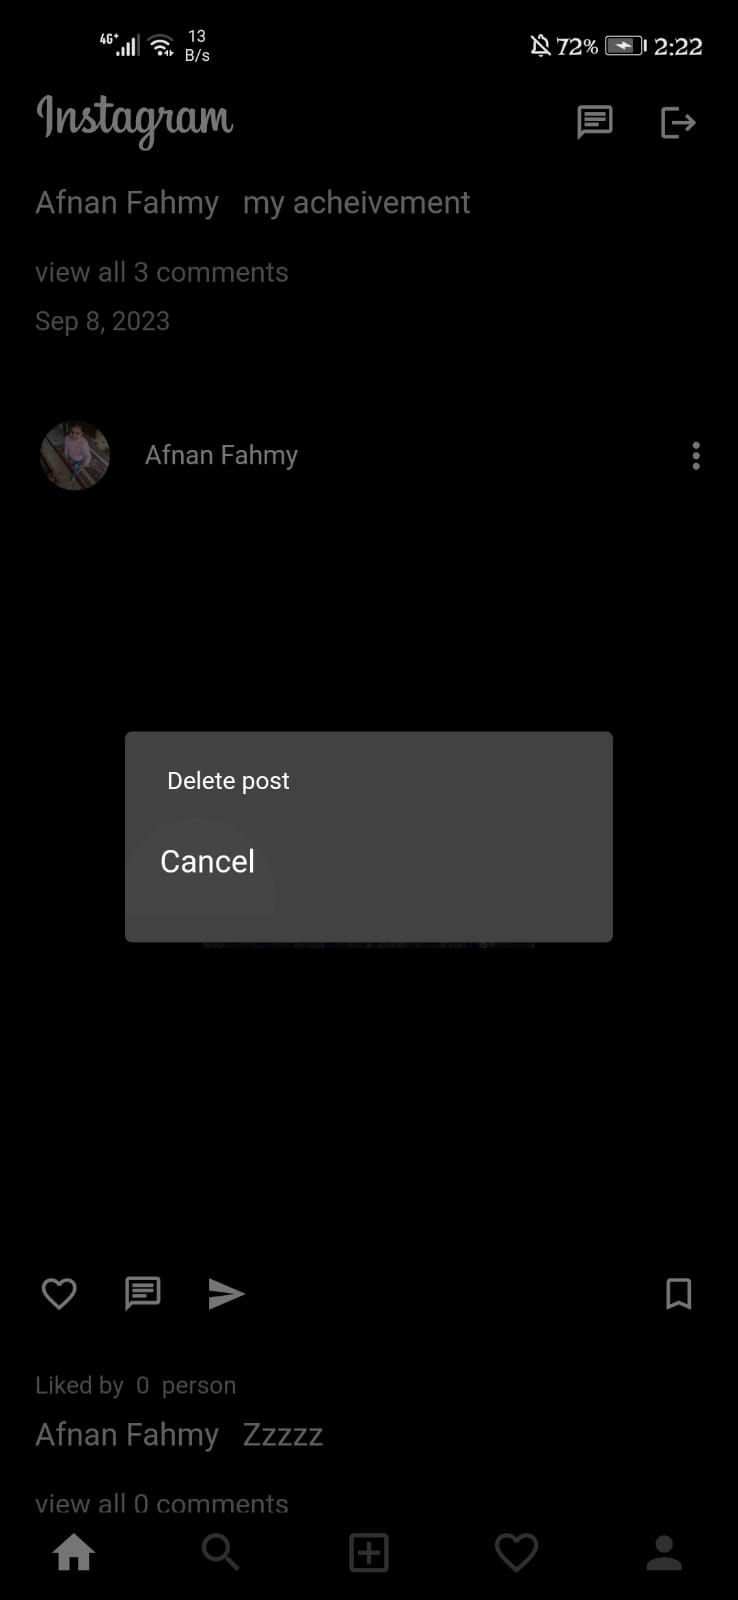 4G+ 13 B/s 72% 2:22
Instagram
Afnan Fahmy my acheivement
view all 3 comments
Sep 8, 2023
Afnan Fahmy
Delete post
Cancel
Liked by 0 person
Afnan Fahmy Zzzzz
view all 0 comments